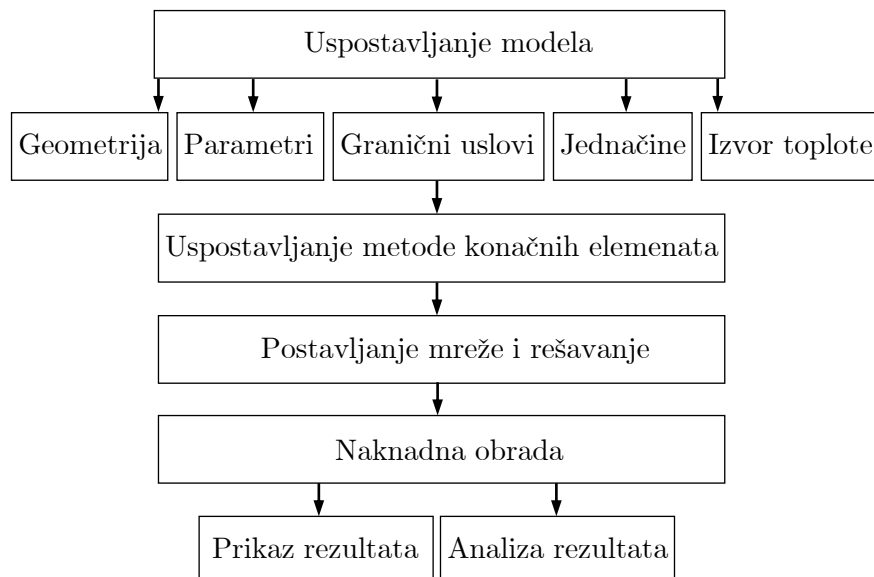 Uspostavljanje modela
Geometrija
Parametri
Granični uslovi
Jednačine
Izvor toplote
Uspostavljanje metode konačnih elemenata
Postavljanje mreže i rešavanje
Naknadna obrada
Prikaz rezultata
Analiza rezultata